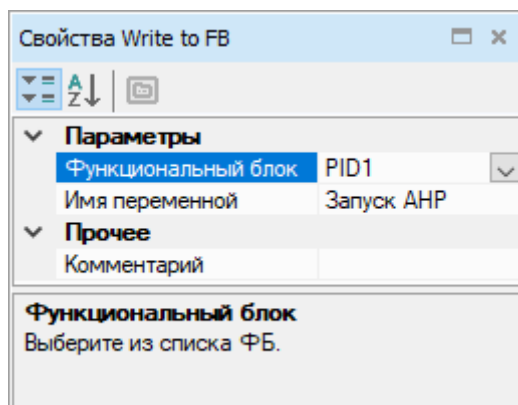 Свойства Write to FB
Параметры
Функциональный блок PID1
Имя переменной Запуск АНР
Прочее
Комментарий
Функциональный блок
Выберите из списка ФБ.